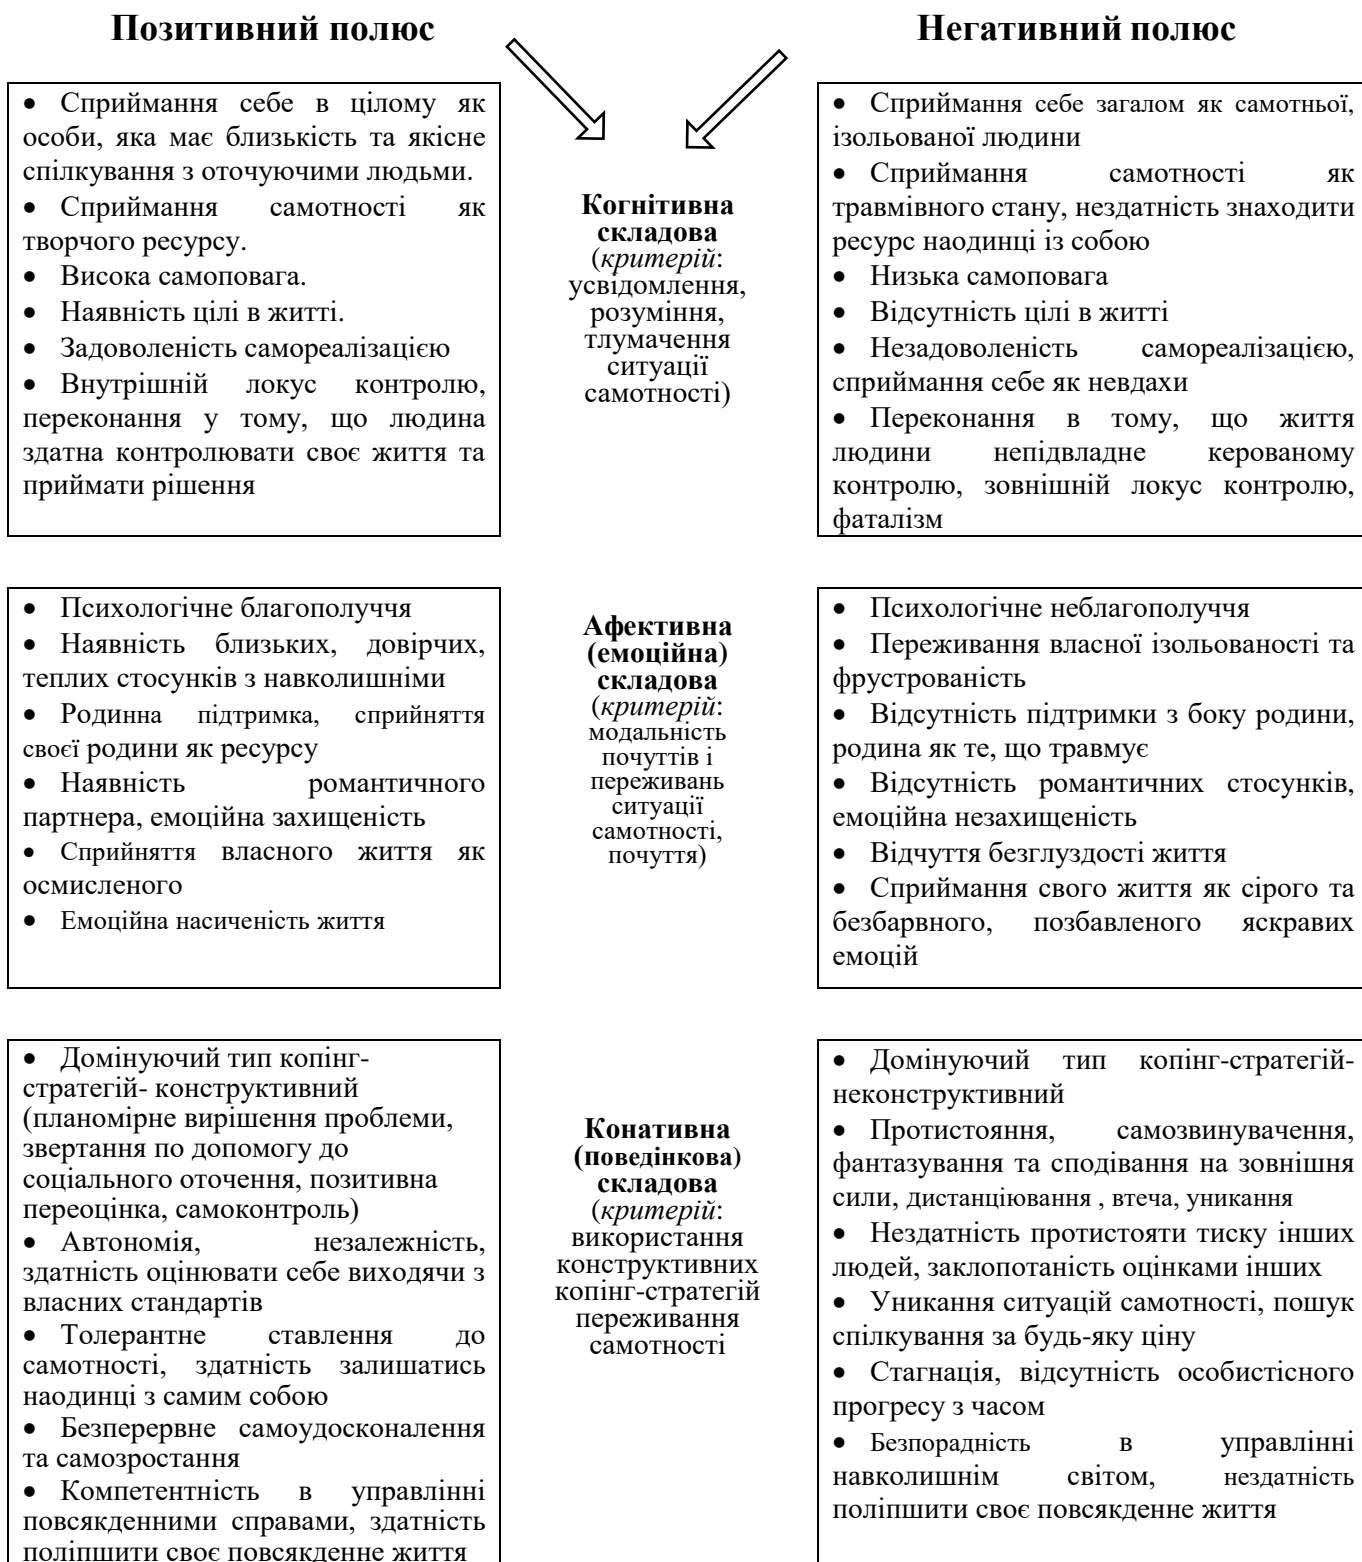 Позитивний полюс
Негативний полюс
• Сприймання себе в цілому як
особи, яка має близькість та якісне
спілкування з оточуючими людьми.
• Сприймання самотності як
творчого ресурсу.
• Висока самоповага.
• Наявність цілі в житті.
• Задоволеність самореалізацією
• Внутрішній локус контролю,
переконання у тому, що людина
здатна контролювати своє життя та
приймати рішення
Когнітивна
складова
(критерій:
усвідомлення,
розуміння,
тлумачення
ситуації
самотності)
• Сприймання себе загалом як самотньої,
ізольованої людини
• Сприймання самотності як
травмівного стану, нездатність знаходити
ресурс наодинці із собою
• Низька самоповага
• Відсутність цілі в житті
• Незадоволеність самореалізацією,
сприймання себе як невдахи
• Переконання в тому, що життя
людини непідвладне керованому
контролю, зовнішній локус контролю,
фаталізм
• Психологічне благополуччя
• Наявність близьких, довірчих,
теплих стосунків з навколишніми
• Родинна підтримка, сприйняття
своєї родини як ресурсу
• Наявність романтичного
партнера, емоційна захищеність
• Сприйняття власного життя як
осмисленого
• Емоційна насиченість життя
Афективна
(емоційна)
складова
(критерій:
модальність
почуттів і
переживань
ситуації
самотності,
почуття)
• Психологічне неблагополуччя
• Переживання власної ізольованості та
фрустрованість
• Відсутність підтримки з боку родини,
родина як те, що травмує
• Відсутність романтичних стосунків,
емоційна незахищеність
• Відчуття безглуздості життя
• Сприймання свого життя як сірого та
безбарвного, позбавленого яскравих
емоцій
• Домінуючий тип копінг-
стратегій- конструктивний
(планомірне вирішення проблеми,
звертання по допомогу до
соціального оточення, позитивна
переоцінка, самоконтроль)
• Автономія, незалежність,
здатність оцінювати себе виходячи з
власних стандартів
• Толерантне ставлення до
самотності, здатність залишатись
наодинці з самим собою
• Безперервне самоудосконалення
та самозростання
• Компетентність в управлінні
повсякденними справами, здатність
поліпшити своє повсякденне життя
Конативна
(поведінкова)
складова
(критерій:
використання
конструктивних
копінг-стратегій
переживання
самотності
• Домінуючий тип копінг-стратегій-
неконструктивний
• Протистояння, самозвинувачення,
фантазування та сподівання на зовнішня
сили, дистанціювання , втеча, уникання
• Нездатність протистояти тиску інших
людей, заклопотаність оцінками інших
• Уникання ситуацій самотності, пошук
спілкування за будь-яку ціну
• Стагнація, відсутність особистісного
прогресу з часом
• Безпорадність в управлінні
навколишнім світом, нездатність
поліпшити своє повсякденне життя